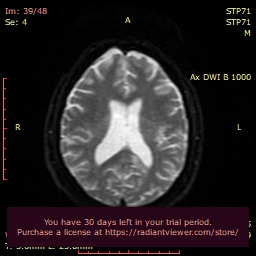 Im: 39/48
Se: 4
A
STP71
STP71
M
Ax DWI B 1000
R
L
You have 30 days left in your trial period.
Purchase a license at https://radiantviewer.com/store/